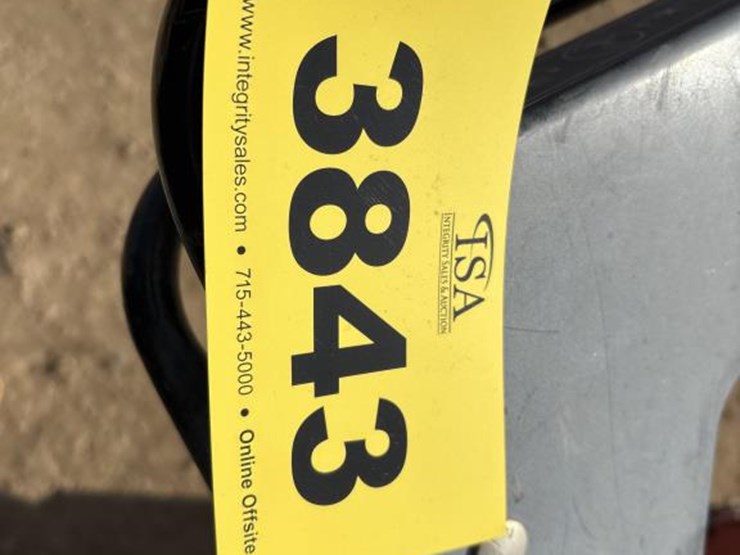 ISA
INTEGRITY SALES & AUCTION
3843
www.integritysales.com • 715-443-5000 • Online Offsite